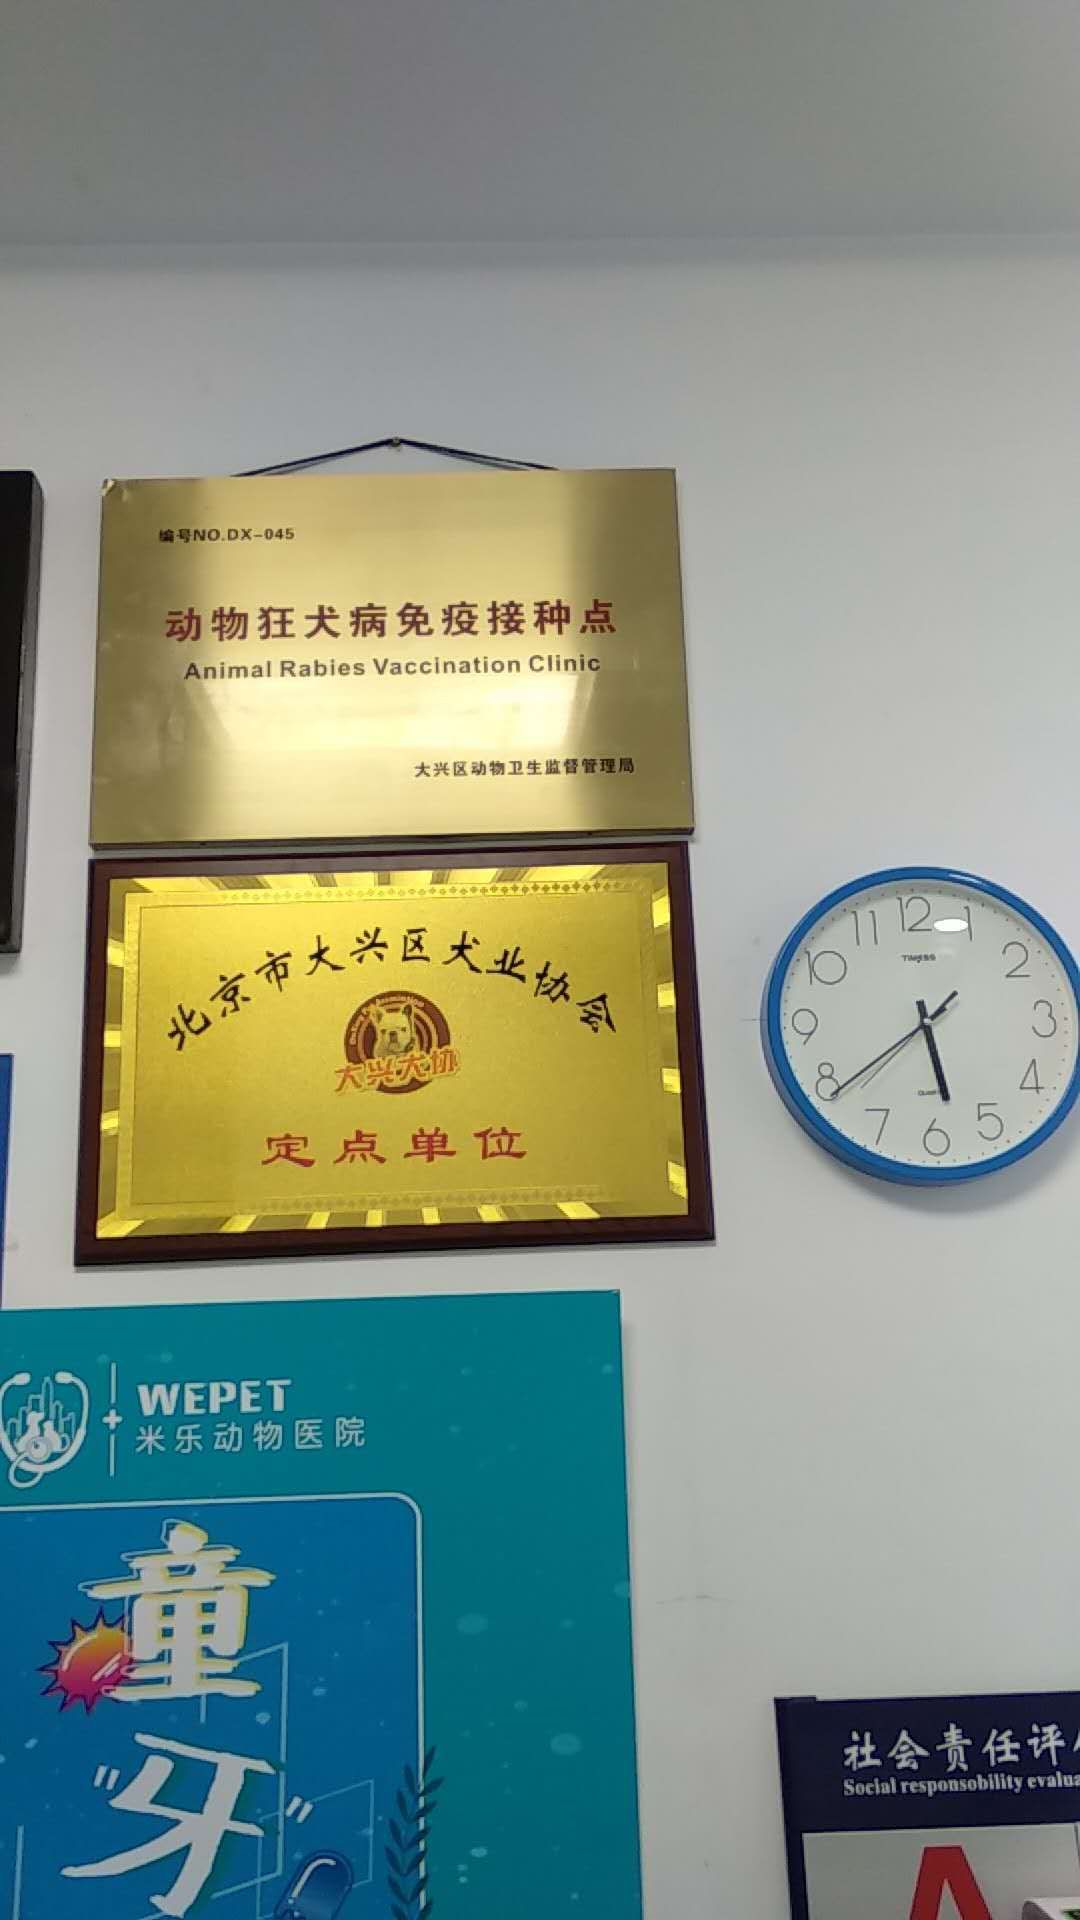 编号NO.DX-045
动物狂犬病免疫接种点
Animal Rabies Vaccination Clinic
大兴区动物卫生监督管理局
北京市大兴区犬业协会
大兴犬协
定点单位
12
1
2
3
4
5
6
7
8
9
10
11
WEPET
米乐动物医院
童
"牙"
社会责任评
Social responsobility evalua
A